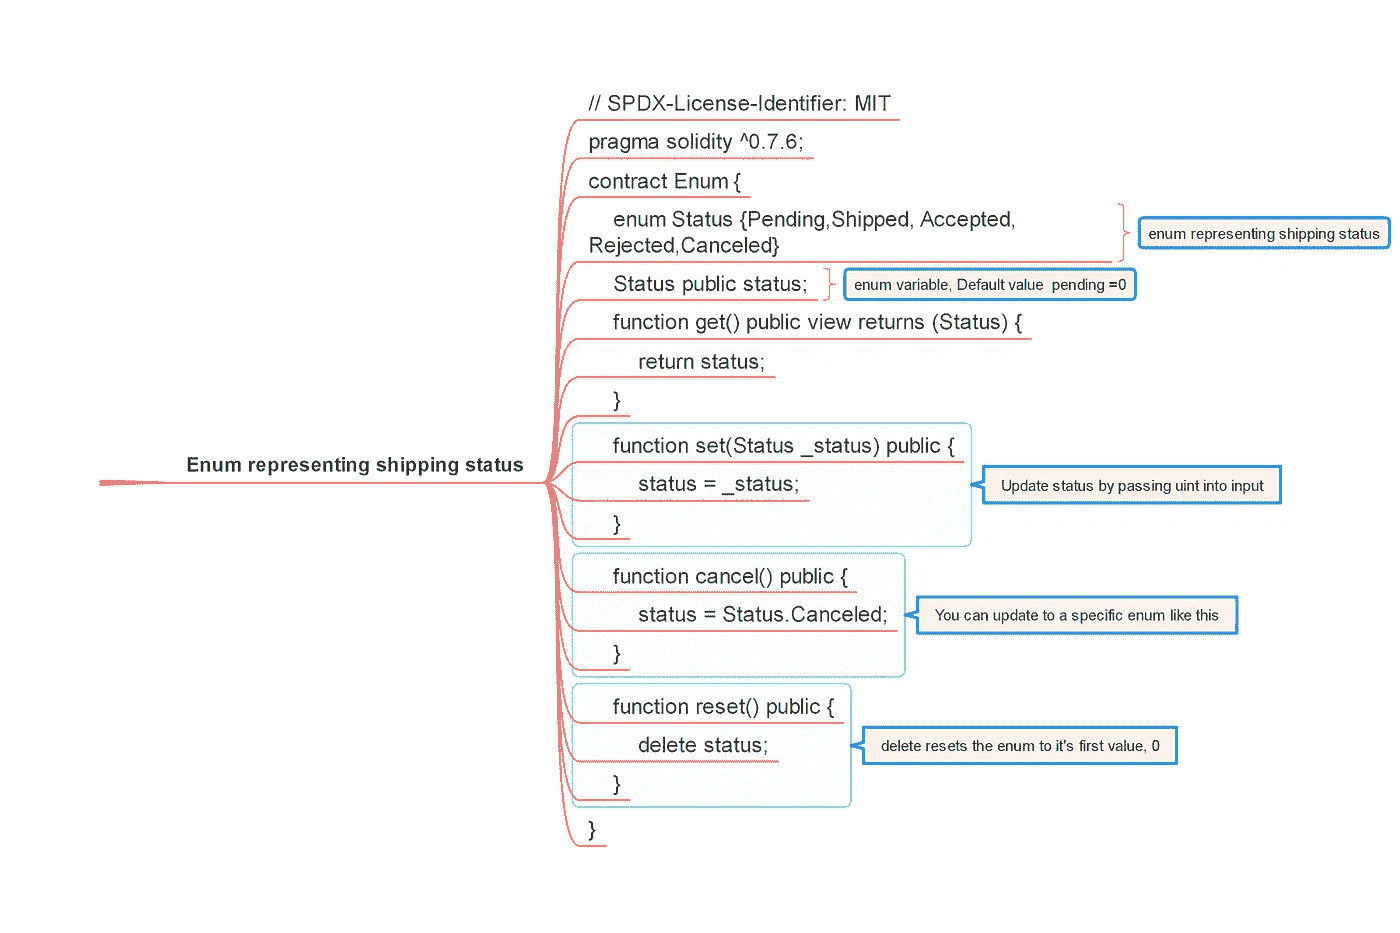 // SPDX-License-Identifier: MIT
pragma solidity ^0.7.6;
contract Enum {
enum Status {Pending,Shipped, Accepted,
Rejected,Canceled}
enum representing shipping status
Status public status;
enum variable, Default value  pending =0
function get() public view returns (Status) {
return status;
}
Enum representing shipping status
function set(Status _status) public {
status = _status;
}
Update status by passing uint into input
function cancel() public {
status = Status.Canceled;
}
You can update to a specific enum like this
function reset() public {
delete status;
}
delete resets the enum to it's first value, 0
}